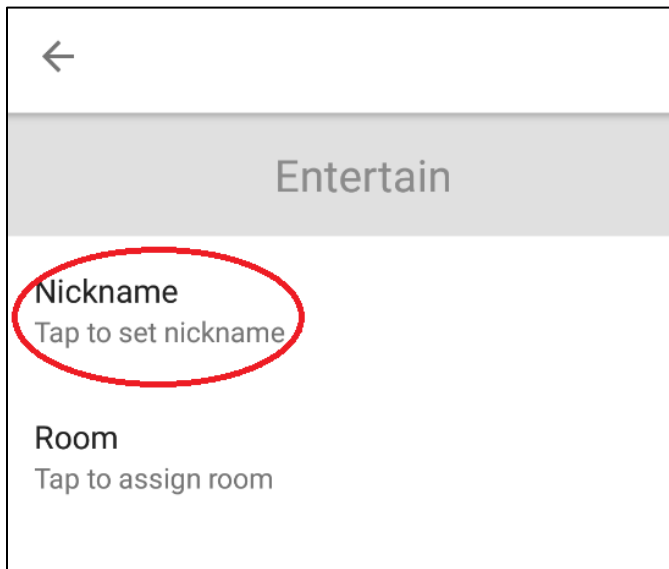 Entertain
Nickname
Tap to set nickname
Room
Tap to assign room